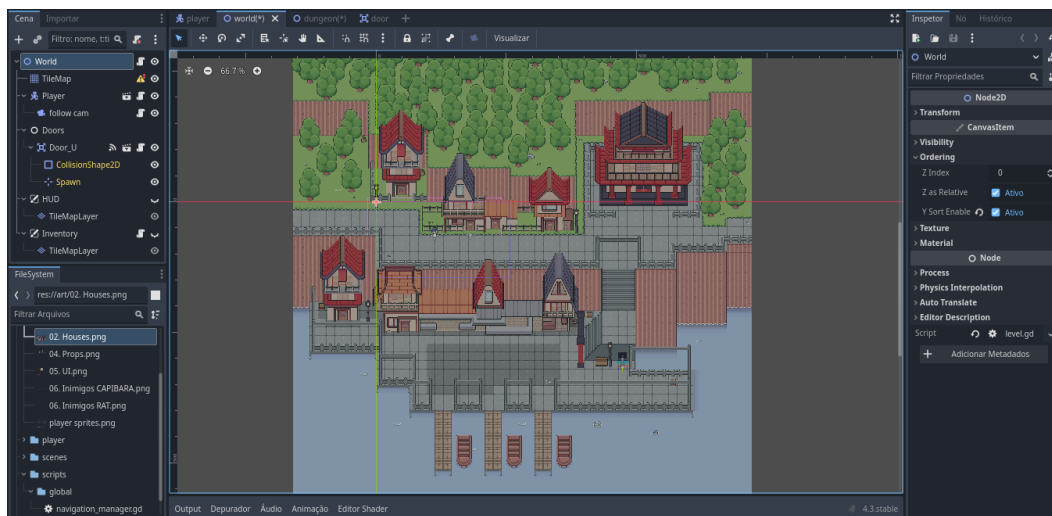 Cena Importar
Filtro: nome, t:ti
World
TileMap
Player
follow cam
Doors
Door_U
CollisionShape2D
Spawn
HUD
TileMapLayer
Inventory
TileMapLayer
FileSystem
res://art/02. Houses.png
Filtrar Arquivos
02. Houses.png
04. Props.png
05. UI.png
06. Inimigos CAPIBARA.png
06. Inimigos RAT.png
player sprites.png
player
scenes
scripts
global
navigation_manager.gd
player world(*) dungeon(*) door
Visualizar
66.7 %
Output Depurador Áudio Animação Editor Shader 4.3.stable
Inspetor No Histórico
World
Filtrar Propriedades
Node2D
Transform
CanvasItem
Visibility
Ordering
Z Index 0
Z as Relative Ativo
Y Sort Enable Ativo
Texture
Material
Node
Process
Physics Interpolation
Auto Translate
Editor Description
Script level.gd
Adicionar Metadados